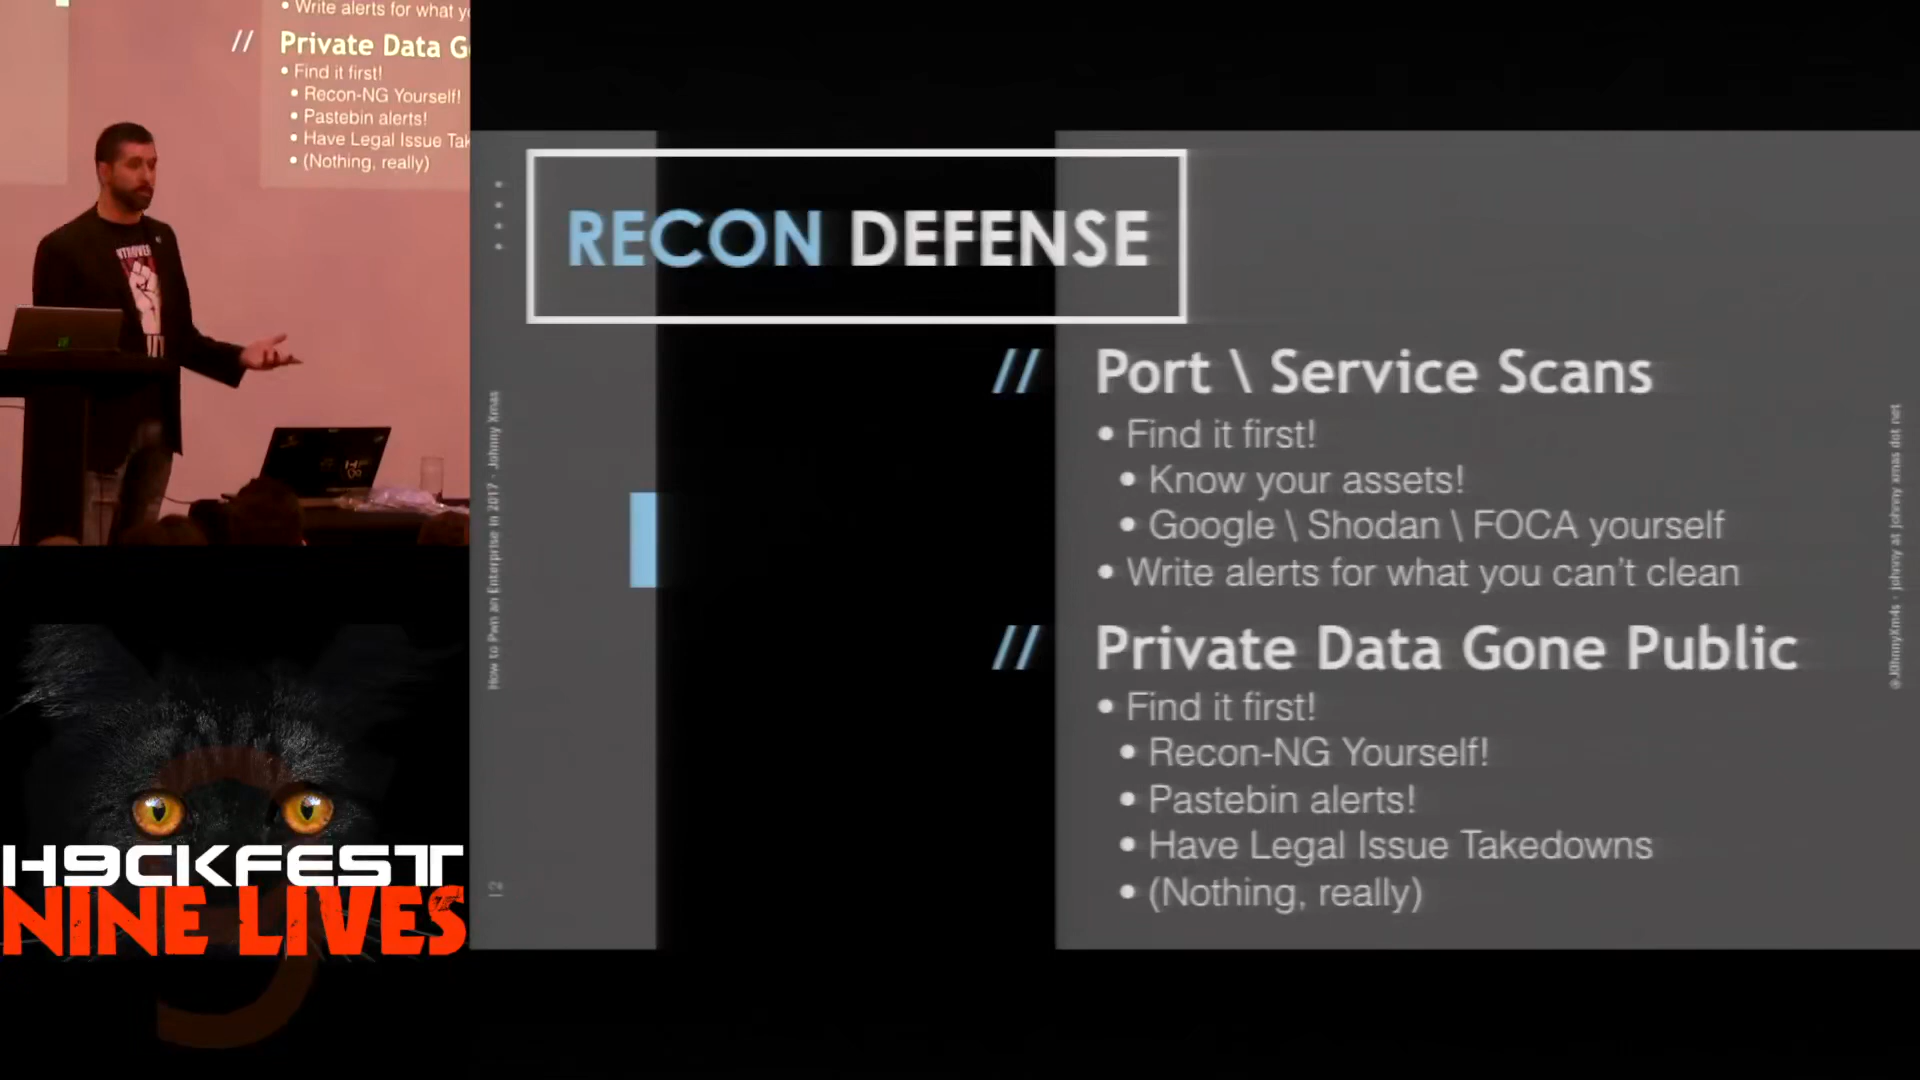 • Write alerts for what y
// Private Data G
• Find it first!
• Recon-NG Yourself!
• Pastebin alerts!
• Have Legal Issue Tak
• (Nothing, really)
H9CKFEST
NINE LIVES
RECON DEFENSE
// Port \ Service Scans
• Find it first!
• Know your assets!
• Google \ Shodan \ FOCA yourself
• Write alerts for what you can't clean
// Private Data Gone Public
• Find it first!
• Recon-NG Yourself!
• Pastebin alerts!
• Have Legal Issue Takedowns
• (Nothing, really)
How to Pwn an Enterprise in 2017 - Johnny Xmas
12
@J0hnnyXm4s - johnny at johnny xmas dot net